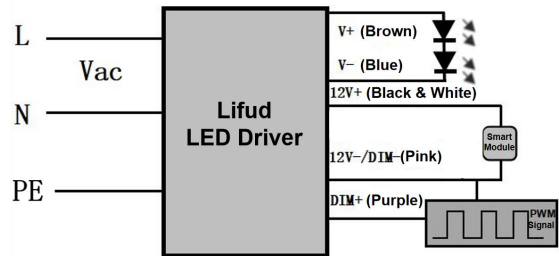 L
Vac
N
PE
Lifud
LED Driver
V+ (Brown)
V- (Blue)
12V+ (Black & White)
12V-/DIM-(Pink)
DIM+ (Purple)
Smart
Module
PWM
Signal